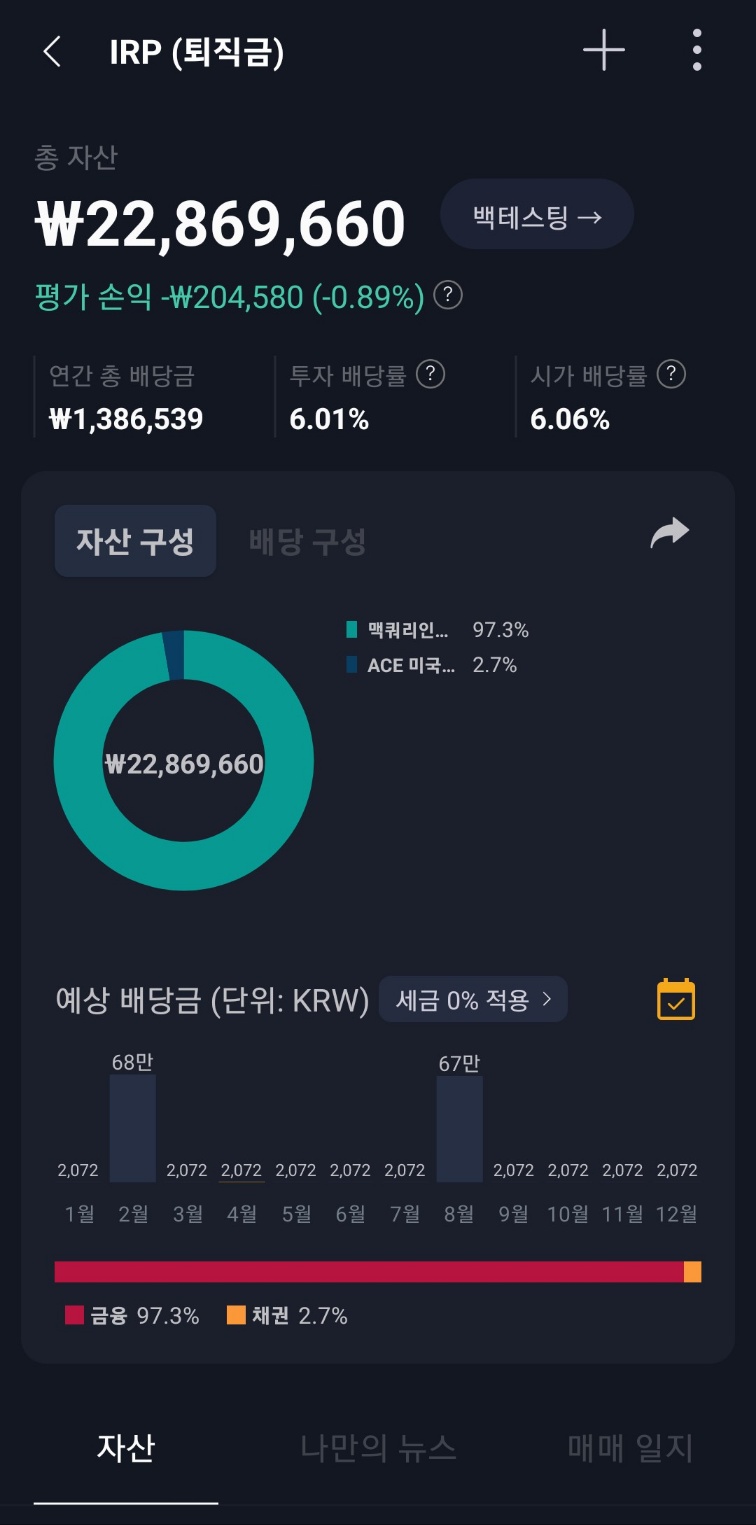 IRP (퇴직금)
총 자산
₩22,869,660
백테스팅 →
평가 손익 -₩204,580 (-0.89%) ?
연간 총 배당금 투자 배당률 ? 시가 배당률 ?
₩1,386,539 6.01% 6.06%
자산 구성 배당 구성
맥쿼리인... 97.3%
ACE 미국... 2.7%
₩22,869,660
예상 배당금 (단위: KRW) 세금 0% 적용 >
68만 67만
2,072 2,072 2,072 2,072 2,072 2,072 2,072 2,072 2,072 2,072
1월 2월 3월 4월 5월 6월 7월 8월 9월 10월 11월 12월
금융 97.3% 채권 2.7%
자산 나만의 뉴스 매매 일지